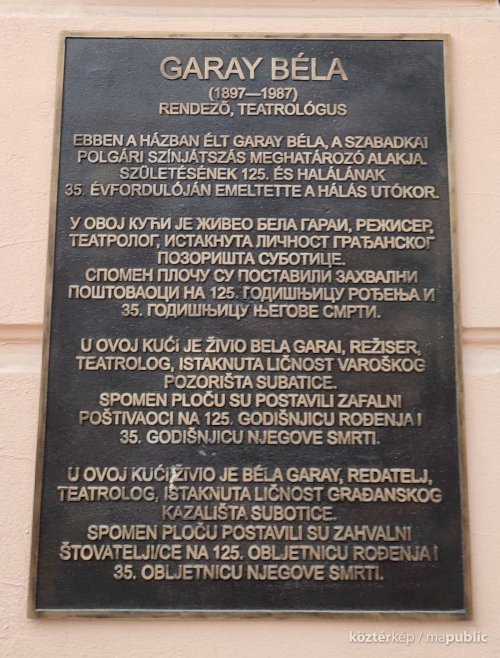 GARAY BÉLA
(1897—1987)
RENDEZŐ, TEATROLÓGUS
EBBEN A HÁZBAN ÉLT GARAY BÉLA, A SZABADKAI
POLGÁRI SZÍNJÁTSZÁS MEGHATÁROZÓ ALAKJA.
SZÜLETÉSÉNEK 125. ÉS HALÁLÁNAK
35. ÉVFORDULÓJÁN EMELTETTE A HÁLÁS UTÓKOR.
У ОВОЈ КУЋИ ЈЕ ЖИВЕО БЕЛА ГАРАИ, РЕЖИСЕР,
ТЕАТРОЛОГ, ИСТАКНУТА ЛИЧНОСТ ГРАЂАНСКОГ
ПОЗОРИШТА СУБОТИЦЕ.
СПОМЕН ПЛОЧУ СУ ПОСТАВИЛИ ЗАХВАЛНИ
ПОШТОВАОЦИ НА 125. ГОДИШЊИЦУ РОЂЕЊА И
35. ГОДИШЊИЦУ ЊЕГОВЕ СМРТИ.
U OVOJ KUĆI JE ŽIVIO BELA GARAI, REŽISER,
TEATROLOG, ISTAKNUTA LIČNOST VAROŠKOG
POZORIŠTA SUBATICE.
SPOMEN PLOČU SU POSTAVILI ZAFALNI
POŠTIVAOCI NA 125. GODIŠNJICU ROĐENJA I
35. GODIŠNJICU NJEGOVE SMRTI.
U OVOJ KUĆI ŽIVIO JE BÉLA GARAY, REDATELJ,
TEATROLOG, ISTAKNUTA LIČNOST GRAĐANSKOG
KAZALIŠTA SUBOTICE.
SPOMEN PLOČU POSTAVILI SU ZAHVALNI
ŠTOVATELJI/CE NA 125. OBLJETNICU ROĐENJA I
35. OBLJETNICU NJEGOVE SMRTI.
köztérkép / mapublic